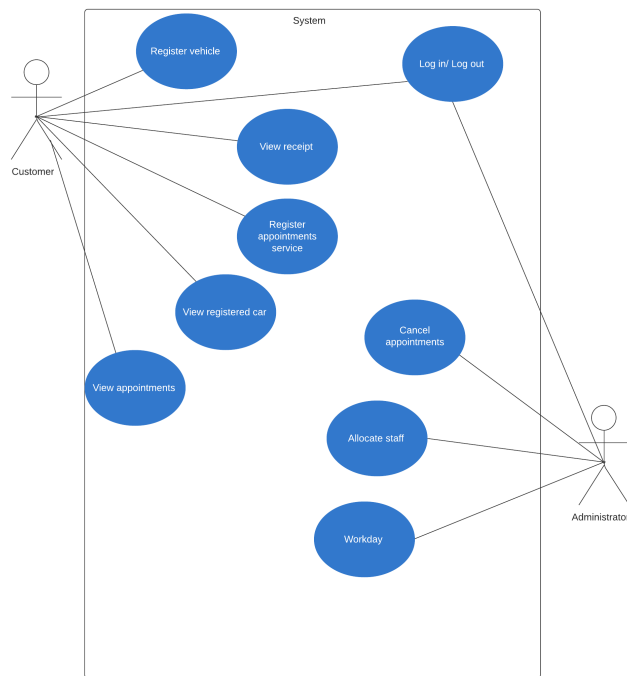 System
Register vehicle
Log in/ Log out
View receipt
Customer
Register
appointments
service
View registered car
Cancel
appointments
View appointments
Allocate staff
Administrator
Workday